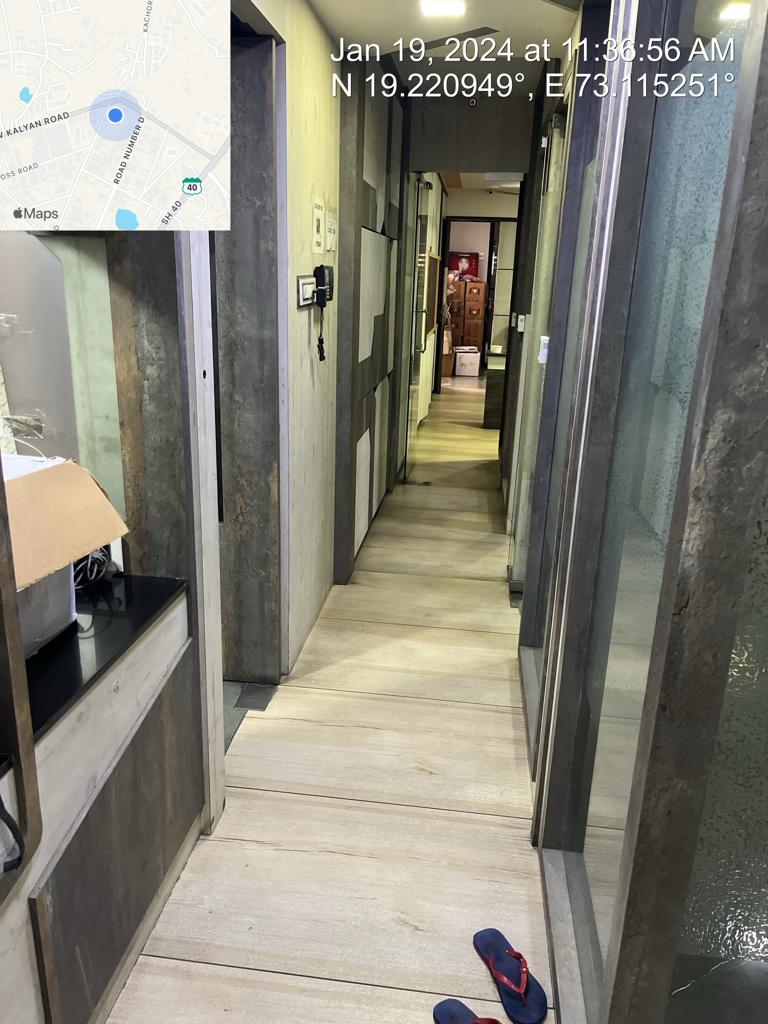 Jan 19, 2024 at 11:36:56 AM
N 19.220949°, E 73.115251°
KACHOR
V KALYAN ROAD
ROAD NUMBER D
OSS ROAD
40
SH 40
Maps